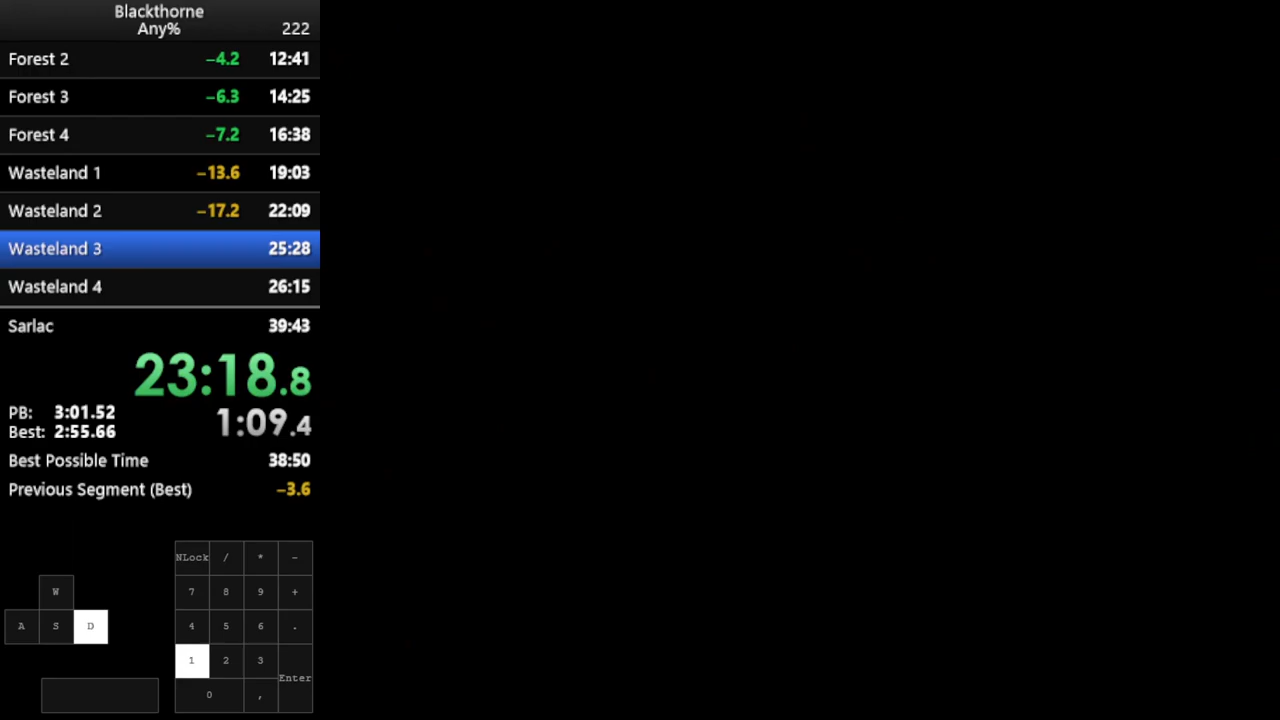 Blackthorne
Any% 222
Forest 2 −4.2 12:41
Forest 3 −6.3 14:25
Forest 4 −7.2 16:38
Wasteland 1 −13.6 19:03
Wasteland 2 −17.2 22:09
Wasteland 3 25:28
Wasteland 4 26:15
Sarlac 39:43
23:18.8
PB: 3:01.52 1:09.4
Best: 2:55.66
Best Possible Time 38:50
Previous Segment (Best) −3.6
NLock / * -
W 7 8 9 +
A S D 4 5 6 .
1 2 3 Enter
0 ,